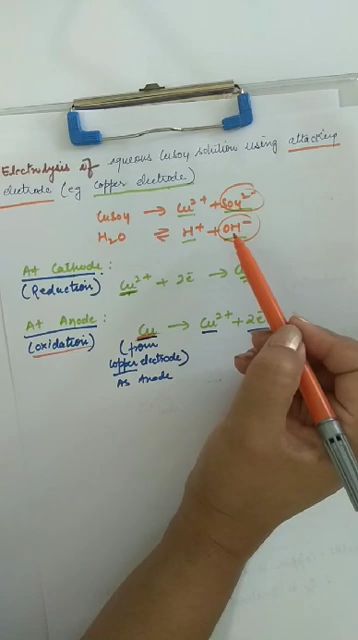 Electrolysis of aqueous CuSO4 solution using attacking
electrode (eg copper electrode)
CuSO4 → Cu²⁺ + SO4²⁻
H₂O ⇌ H⁺ + OH⁻
At Cathode :
(Reduction) Cu²⁺ + 2ē →
At Anode :
(oxidation) Cu → Cu²⁺ + 2ē
(from
copper electrode)
As Anode